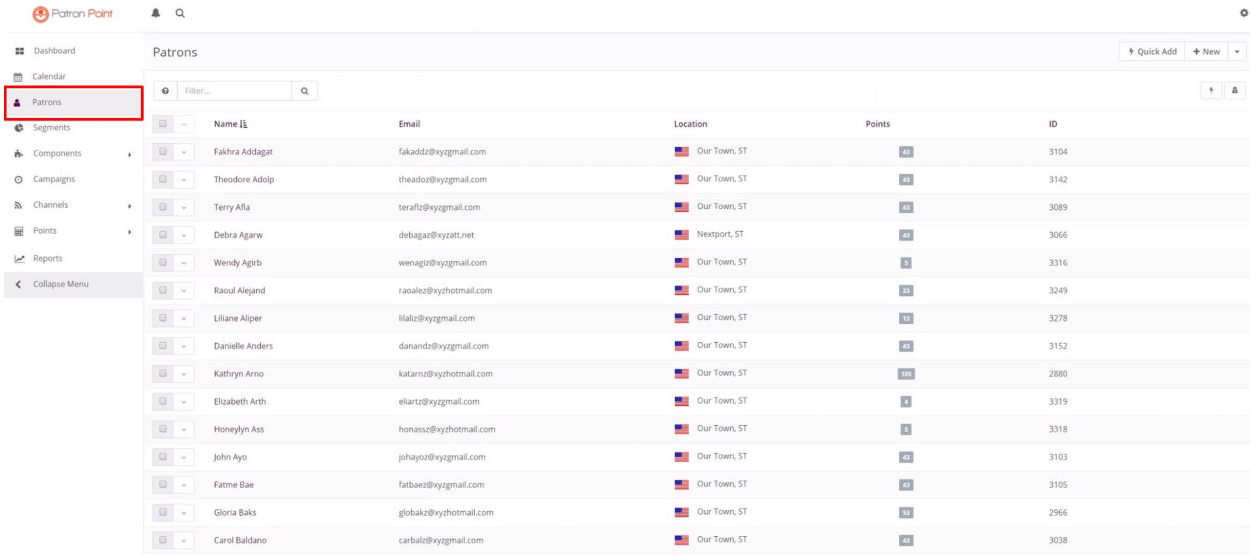 Patron Point
Dashboard
Calendar
Patrons
Segments
Components
Campaigns
Channels
Points
Reports
Collapse Menu
Patrons
Quick Add + New
Filter...
Name Email Location Points ID
Fakhra Addagat fakaddz@xyzgmail.com Our Town, ST 43 3104
Theodore Adolp theadoz@xyzgmail.com Our Town, ST 43 3142
Terry Afla teraflz@xyzgmail.com Our Town, ST 43 3089
Debra Agarw debagaz@xyzatt.net Nextport, ST 43 3066
Wendy Agirb wenagiz@xyzgmail.com Our Town, ST 5 3316
Raoul Alejand raoalez@xyzhotmail.com Our Town, ST 23 3249
Liliane Aliper lilaliz@xyzgmail.com Our Town, ST 13 3278
Danielle Anders danandz@xyzgmail.com Our Town, ST 43 3152
Kathryn Arno katarnz@xyzhotmail.com Our Town, ST 105 2880
Elizabeth Arth eliartz@xyzgmail.com Our Town, ST 4 3319
Honeylyn Ass honassz@xyzhotmail.com Our Town, ST 5 3318
John Ayo johayoz@xyzgmail.com Our Town, ST 43 3103
Fatme Bae fatbaez@xyzgmail.com Our Town, ST 43 3105
Gloria Baks globakz@xyzhotmail.com Our Town, ST 53 2966
Carol Baldano carbalz@xyzgmail.com Our Town, ST 43 3038